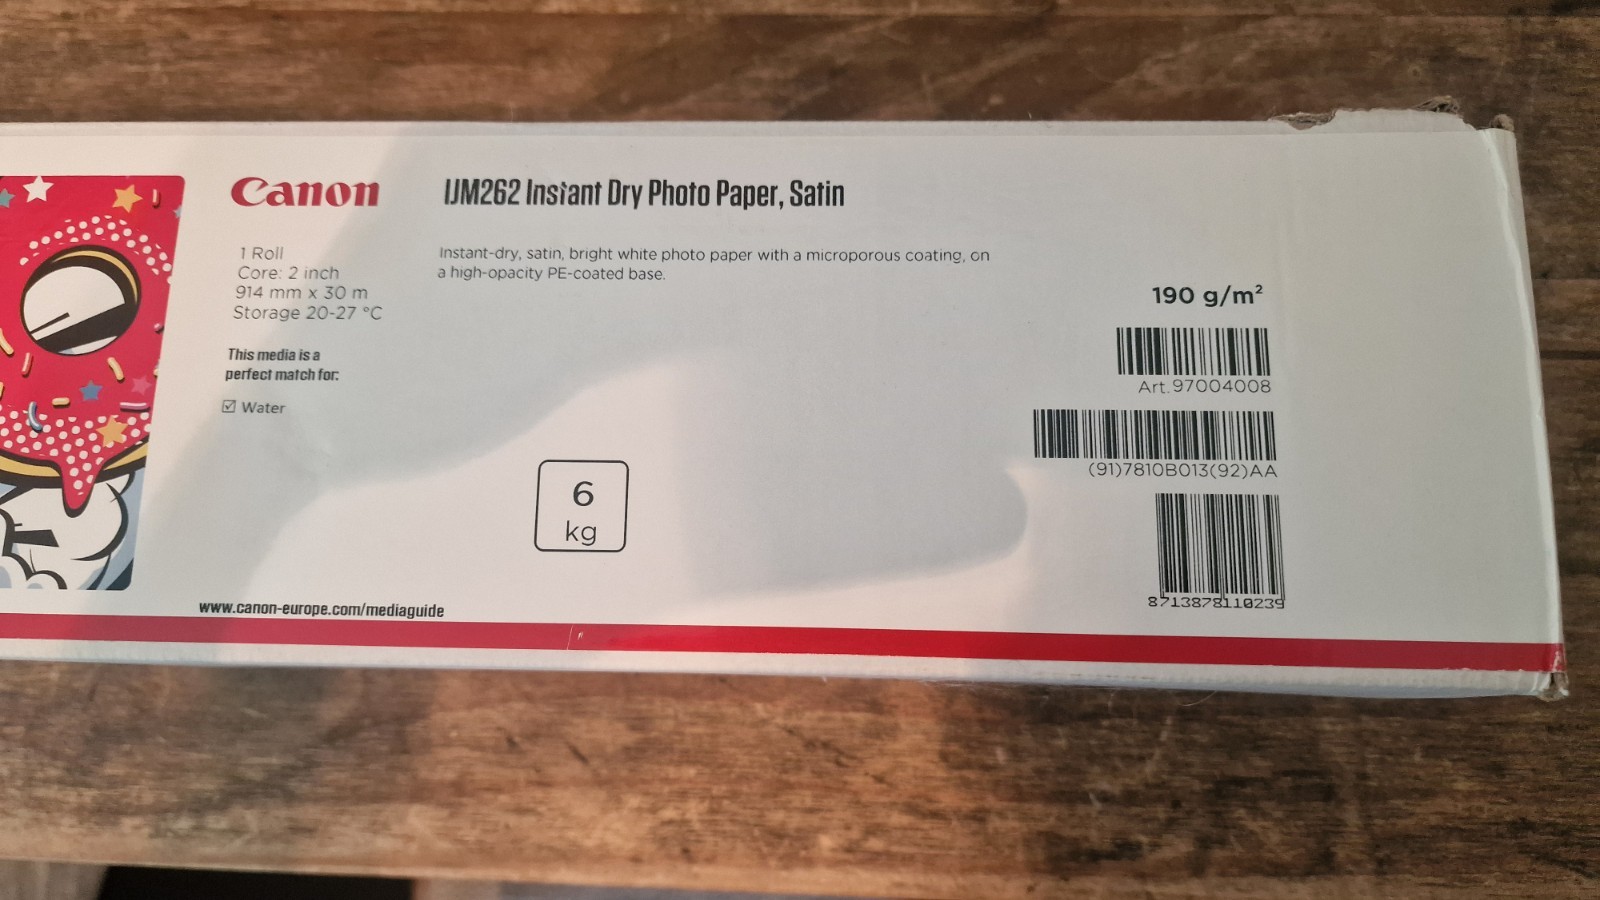 Canon
IJM262 Instant Dry Photo Paper, Satin
1 Roll
Core: 2 inch
914 mm x 30 m
Storage 20-27 °C
Instant-dry, satin, bright white photo paper with a microporous coating, on
a high-opacity PE-coated base.
This media is a
perfect match for:
☑ Water
6
kg
190 g/m²
Art.97004008
(91)7810B013(92)AA
8713878110239
www.canon-europe.com/mediaguide